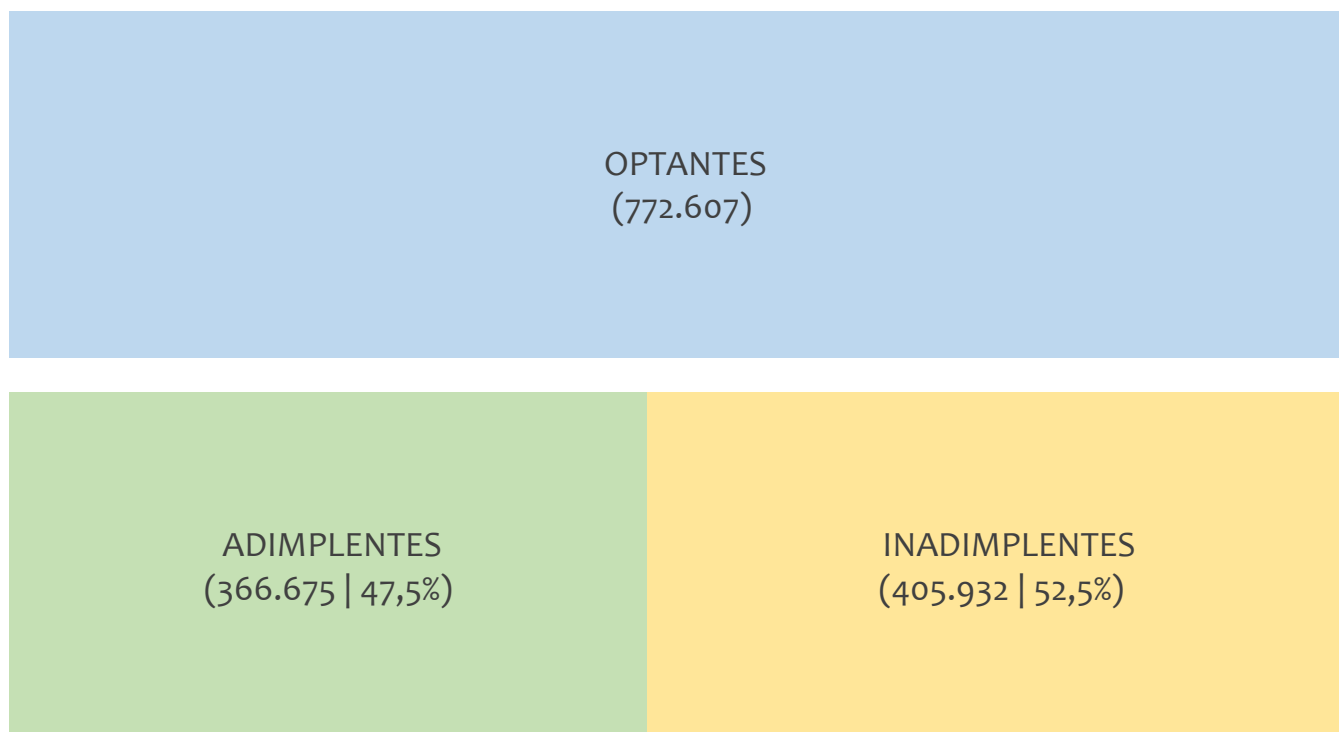 OPTANTES
(772.607)
ADIMPLENTES
(366.675 | 47,5%)
INADIMPLENTES
(405.932 | 52,5%)